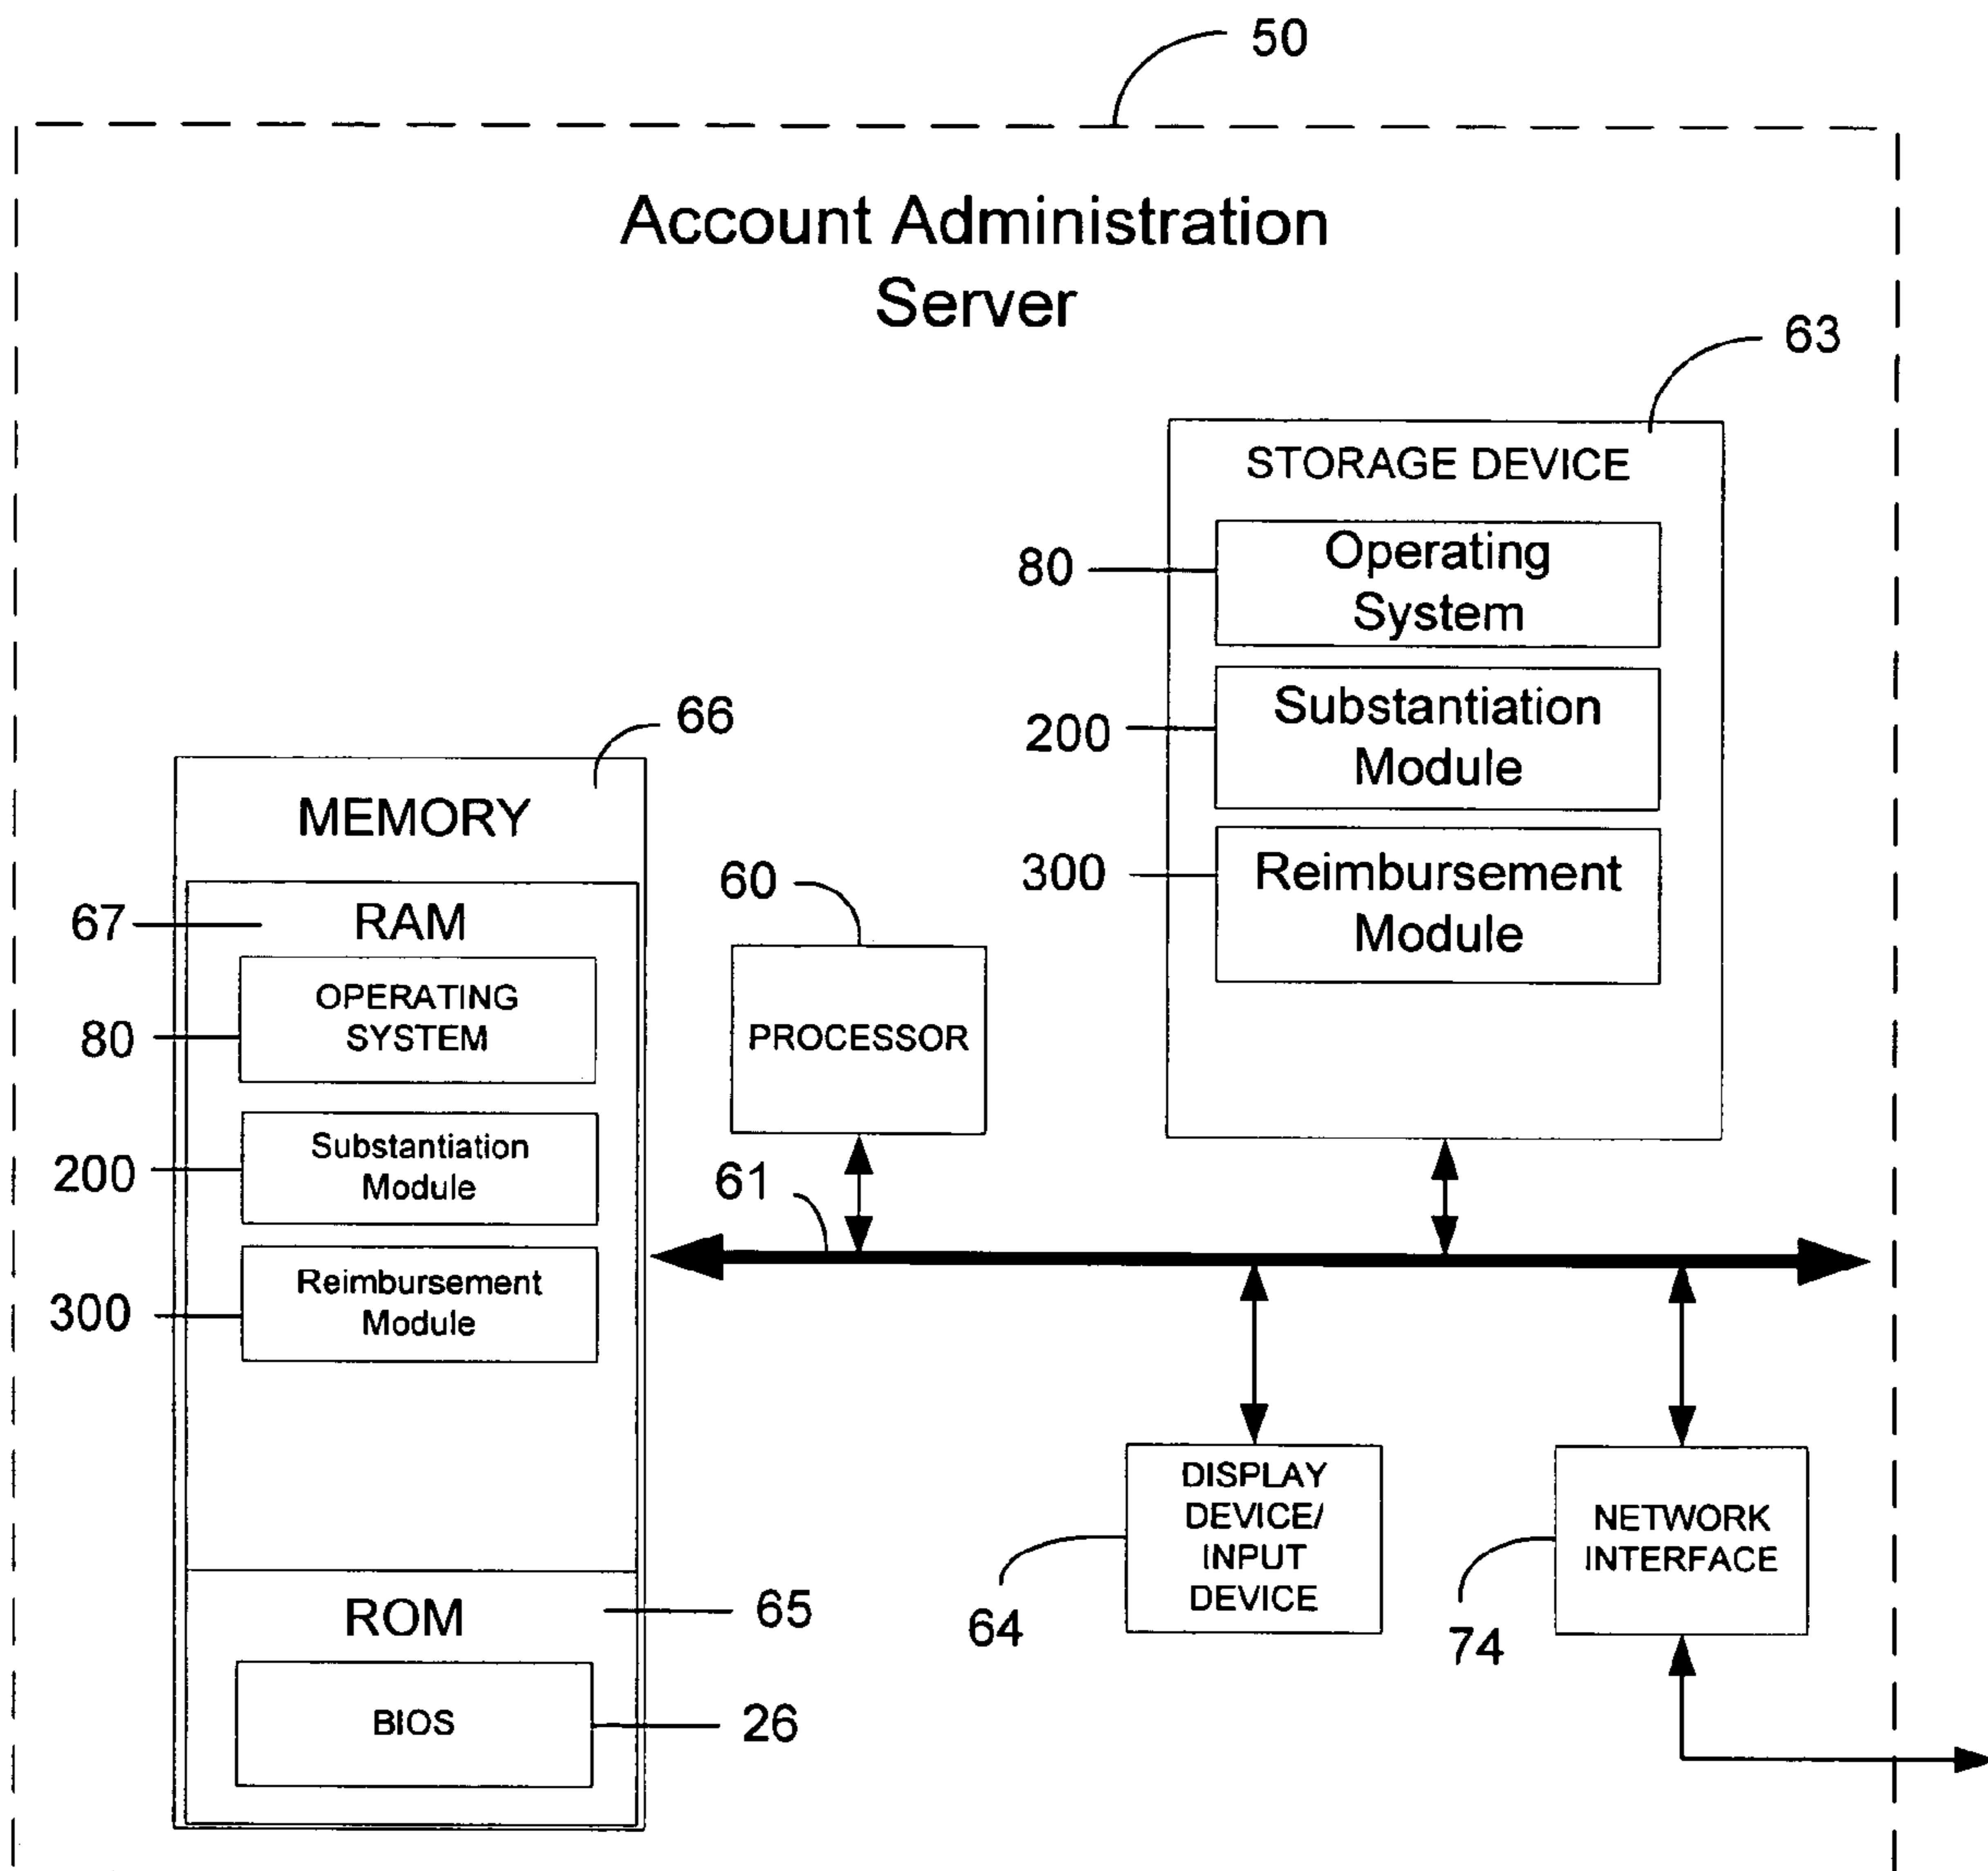 50
Account Administration
Server
63
STORAGE DEVICE
80
Operating
System
200
Substantiation
Module
300
Reimbursement
Module
66
MEMORY
67
RAM
80
OPERATING
SYSTEM
200
Substantiation
Module
300
Reimbursement
Module
ROM
65
BIOS
26
60
PROCESSOR
61
DISPLAY
DEVICE/
INPUT
DEVICE
64
NETWORK
INTERFACE
74